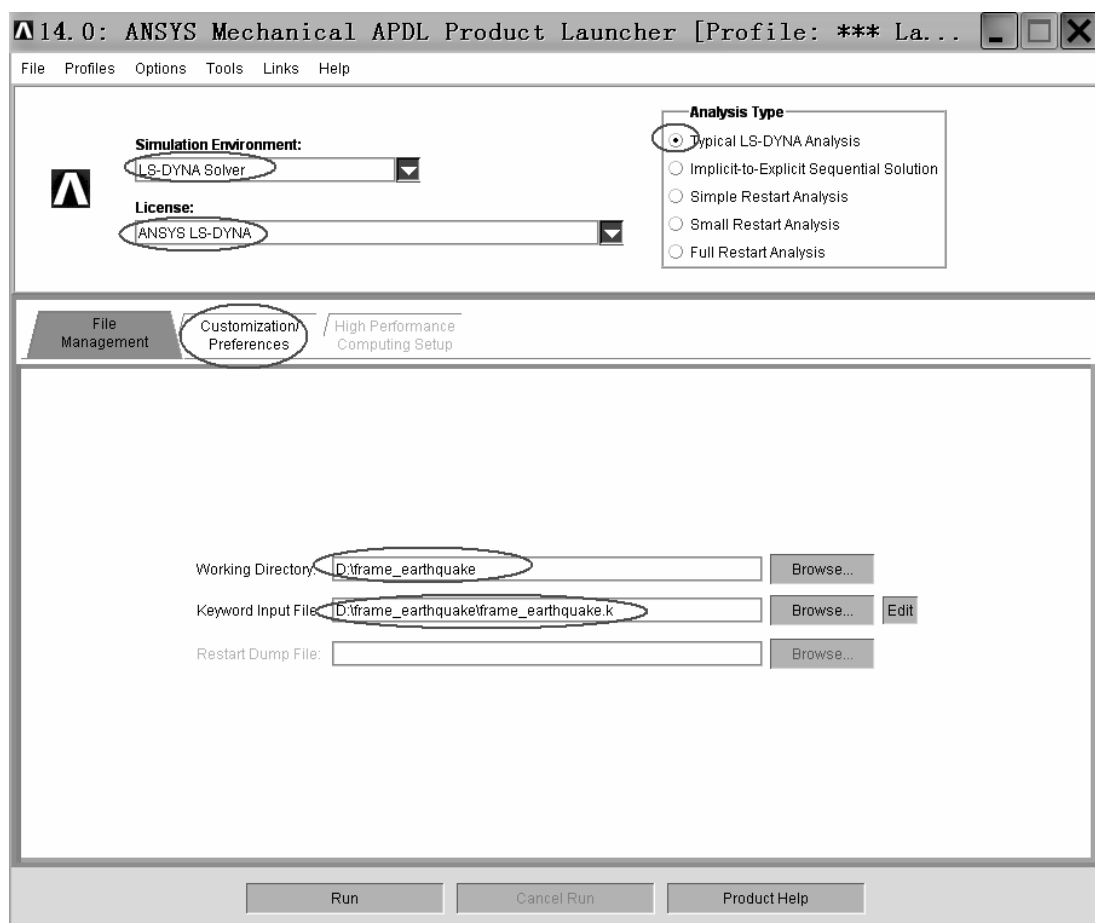 14.0: ANSYS Mechanical APDL Product Launcher [Profile: *** La...
File Profiles Options Tools Links Help
Simulation Environment:
LS-DYNA Solver
License:
ANSYS LS-DYNA
Analysis Type
Typical LS-DYNA Analysis
Implicit-to-Explicit Sequential Solution
Simple Restart Analysis
Small Restart Analysis
Full Restart Analysis
File
Management
Customization/
Preferences
High Performance
Computing Setup
Working Directory: D:\frame_earthquake Browse...
Keyword Input File: D:\frame_earthquake\frame_earthquake.k Browse... Edit
Restart Dump File: Browse...
Run Cancel Run Product Help